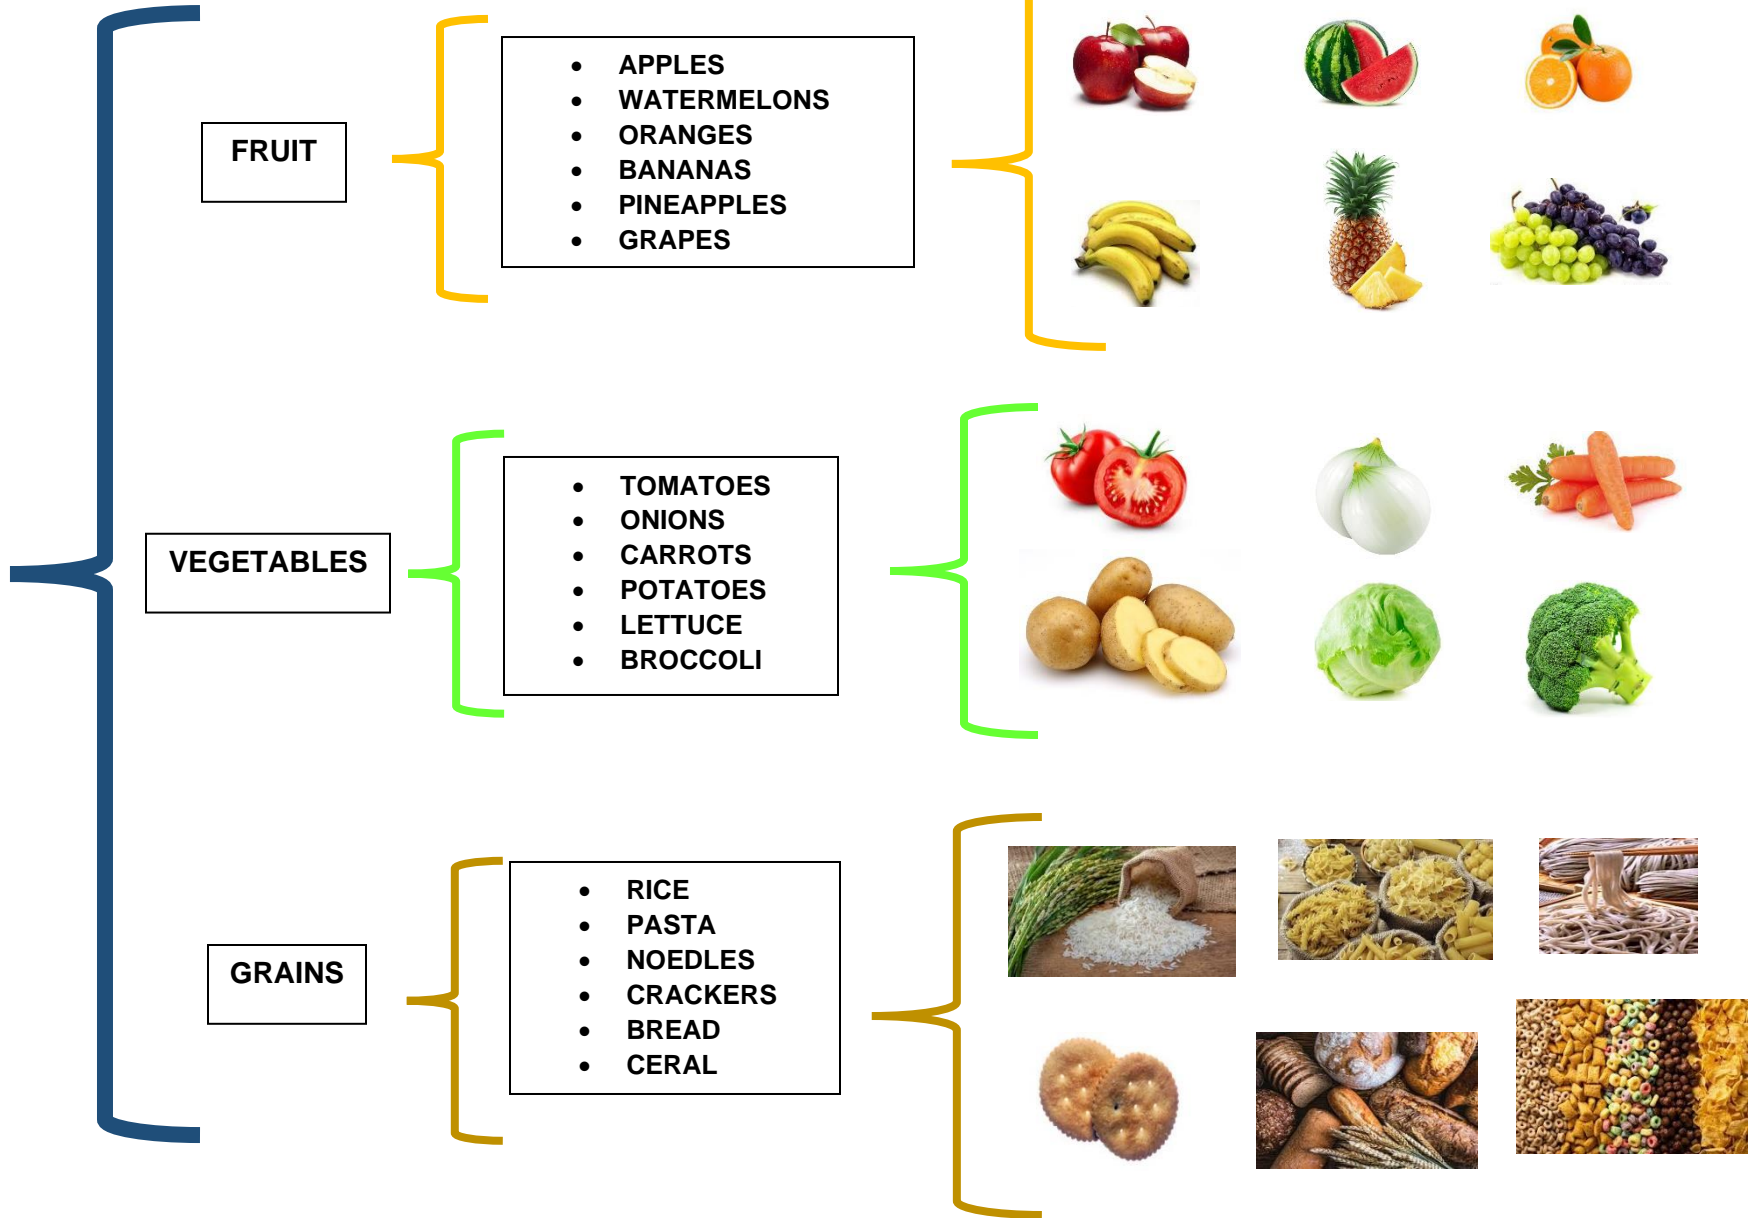 FRUIT
• APPLES
• WATERMELONS
• ORANGES
• BANANAS
• PINEAPPLES
• GRAPES
VEGETABLES
• TOMATOES
• ONIONS
• CARROTS
• POTATOES
• LETTUCE
• BROCCOLI
GRAINS
• RICE
• PASTA
• NOEDLES
• CRACKERS
• BREAD
• CERAL